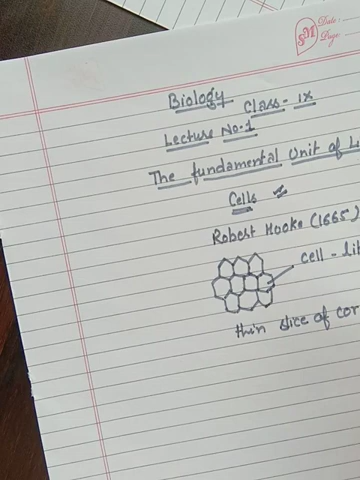 Date:
Page:
Biology Class - IX
Lecture No.1
The fundamental Unit of
Cells
Robert Hooke (1665)
cell -
thin slice of